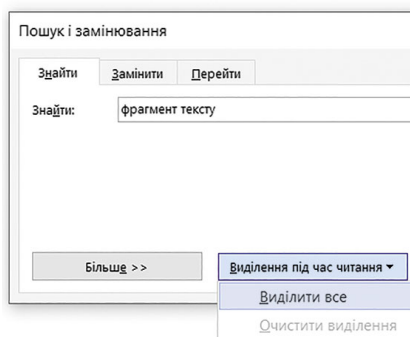 Пошук і замінювання
Знайти Замінити Перейти
Знайти: фрагмент тексту
Більше >> Виділення під час читання
Виділити все
Очистити виділення